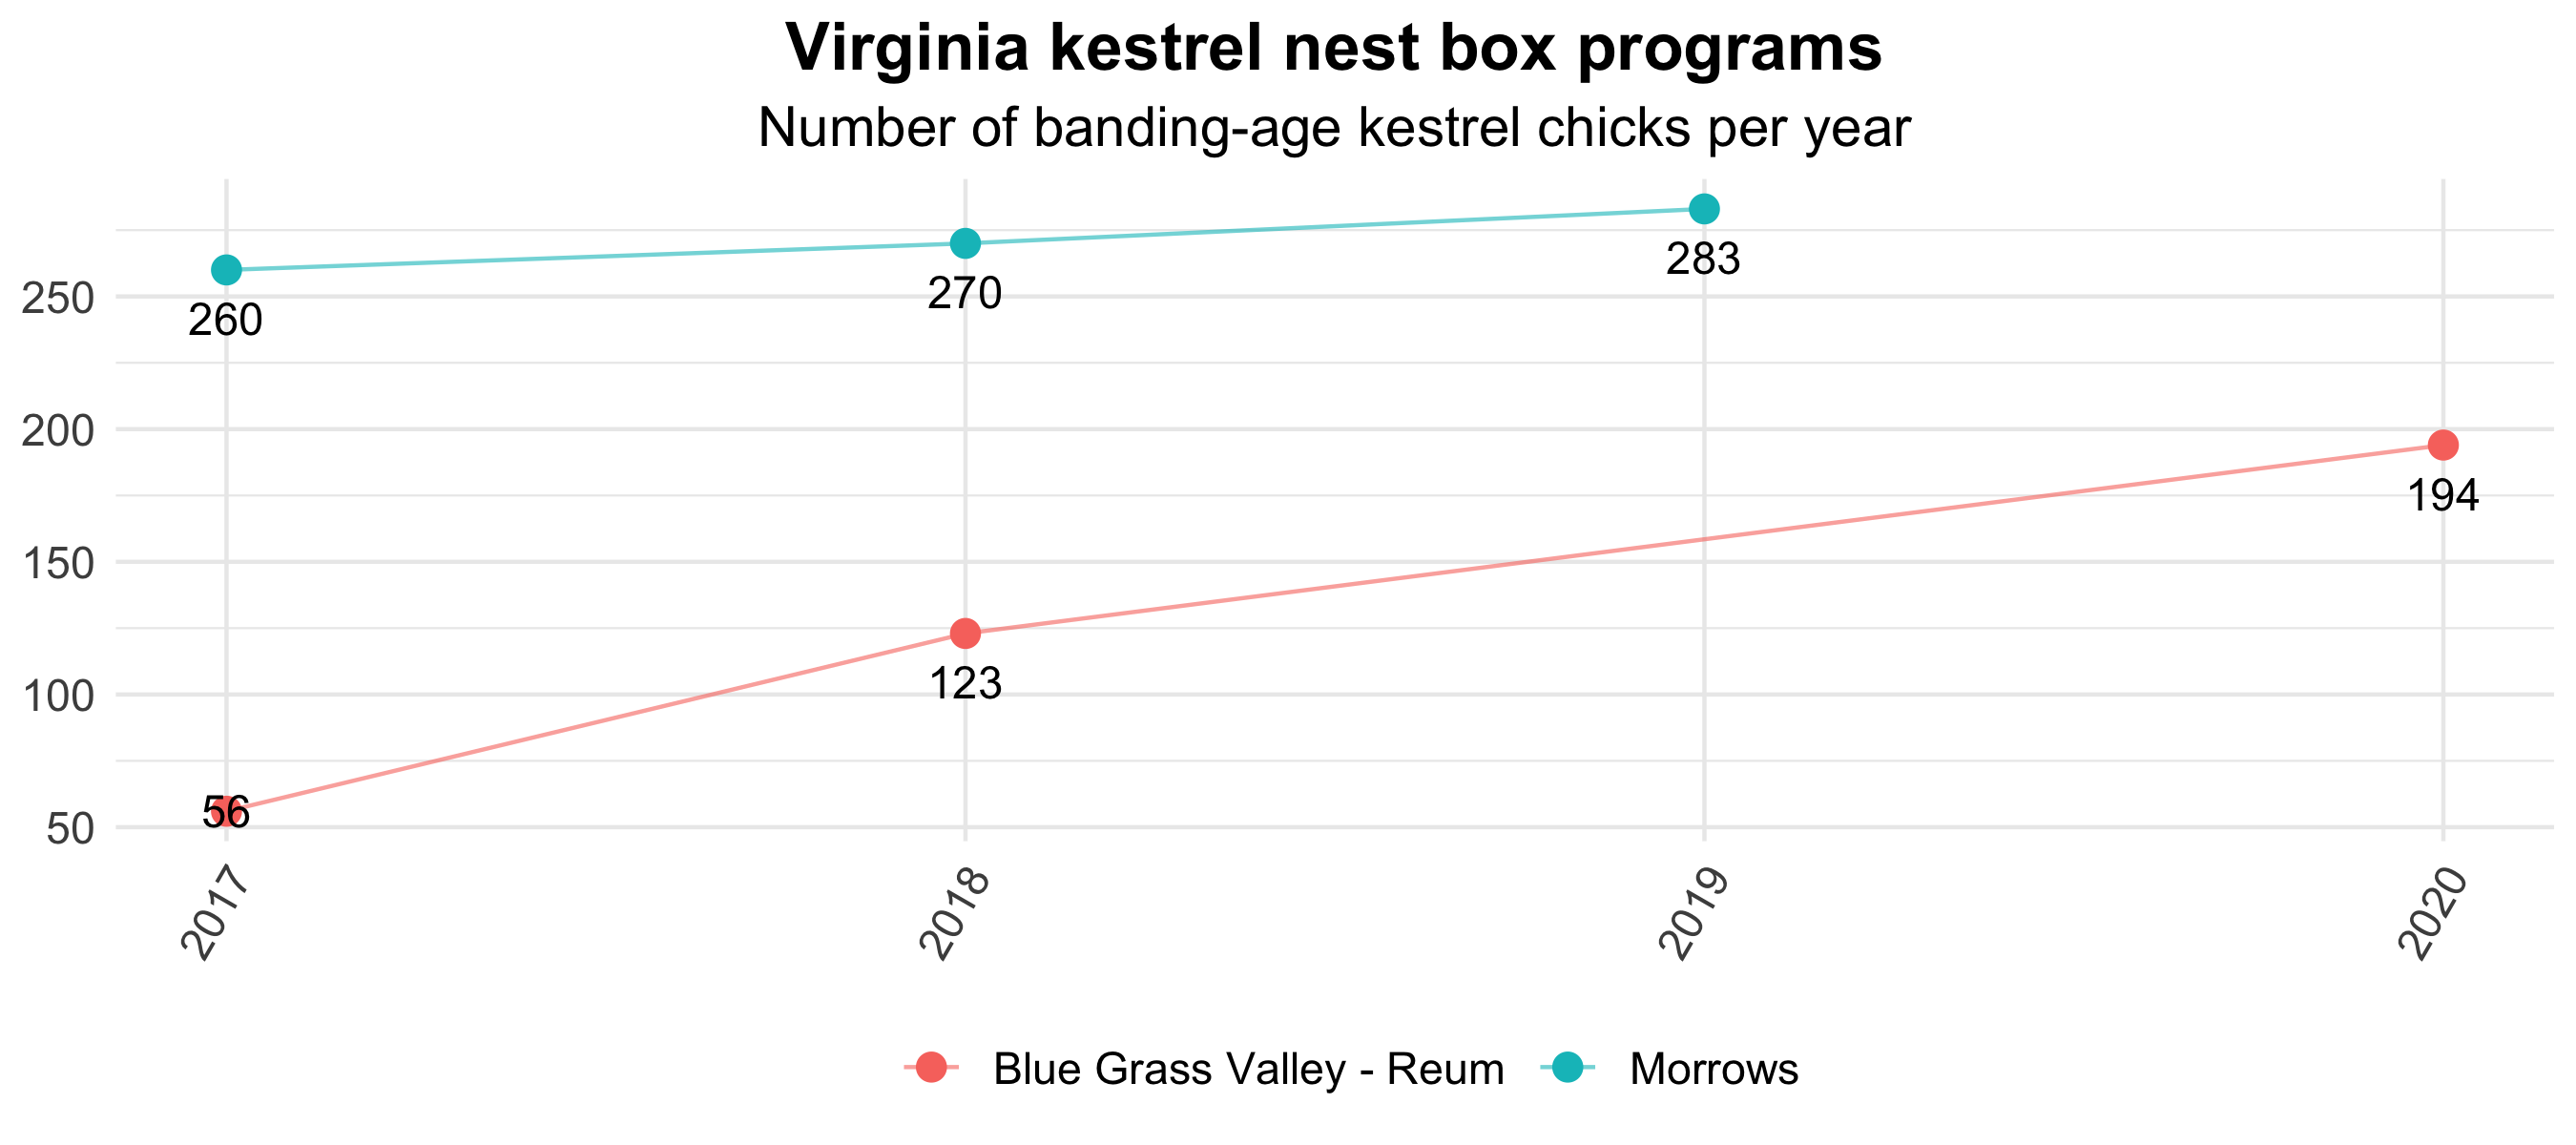 Virginia kestrel nest box programs
Number of banding-age kestrel chicks per year
283
270
260
250
200
194
150
123
100
56
50
2017 2018 2019 2020
Blue Grass Valley - Reum Morrows